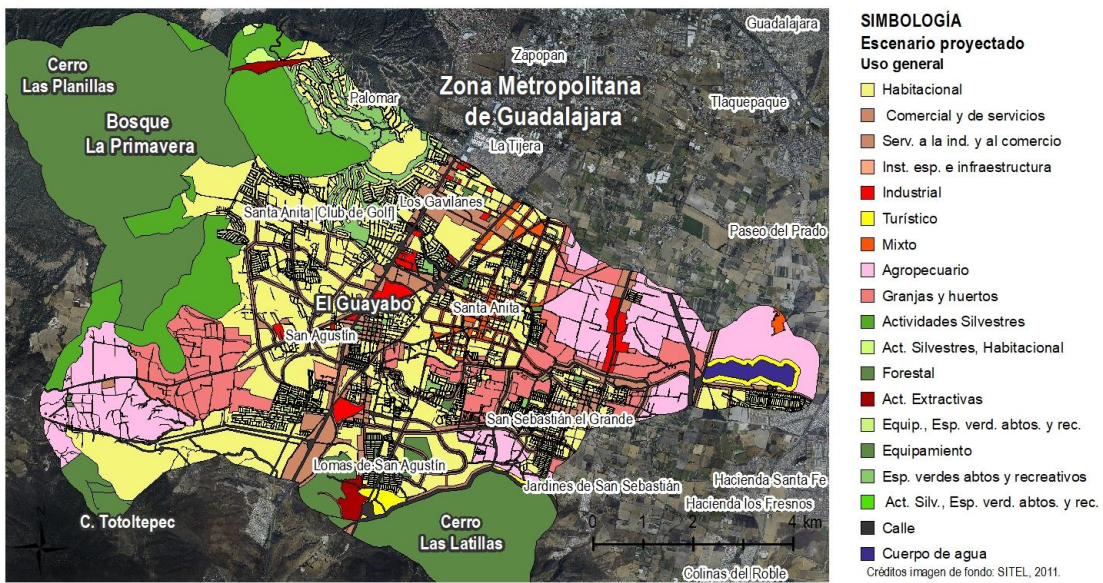 Guadalajara
Zapopan
Cerro
Las Planillas
Zona Metropolitana
de Guadalajara
Palomar
Tlaquepaque
Bosque
La Primavera
La Tijera
Los Gavilanes
Santa Anita [Club de Golf]
Paseo del Prado
El Guayabo
Santa Anita
San Agustín
San Sebastián el Grande
Lomas de San Agustín
Jardines de San Sebastián
Hacienda Santa Fe
Hacienda los Fresnos
C. Totoltepec
Cerro
Las Latillas
0 2 4 km
Colinas del Roble
Z
SIMBOLOGÍA
Escenario proyectado
Uso general
Habitacional
Comercial y de servicios
Serv. a la ind. y al comercio
Inst. esp. e infraestructura
Industrial
Turístico
Mixto
Agropecuario
Granjas y huertos
Actividades Silvestres
Act. Silvestres, Habitacional
Forestal
Act. Extractivas
Equip., Esp. verd. abtos. y rec.
Equipamiento
Esp. verdes abtos y recreativos
Act. Silv., Esp. verd. abtos. y rec.
Calle
Cuerpo de agua
Créditos imagen de fondo: SITEL, 2011.